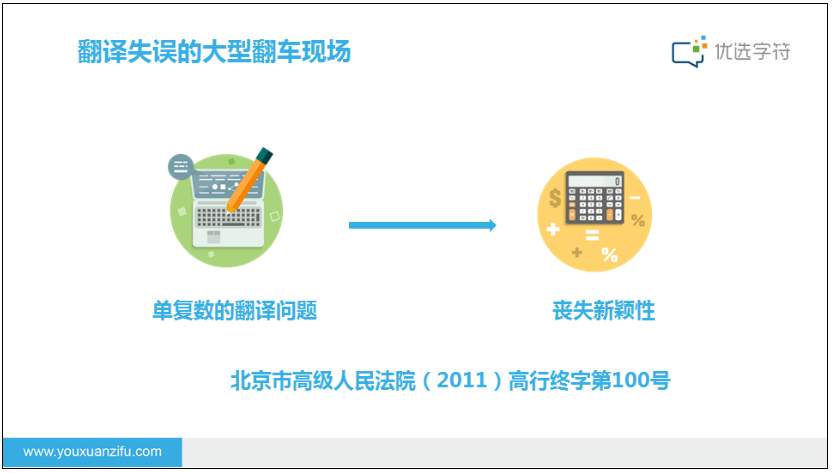 翻译失误的大型翻车现场
优选字符
单复数的翻译问题
丧失新颖性
北京市高级人民法院（2011）高行终字第100号
www.youxuanzifu.com